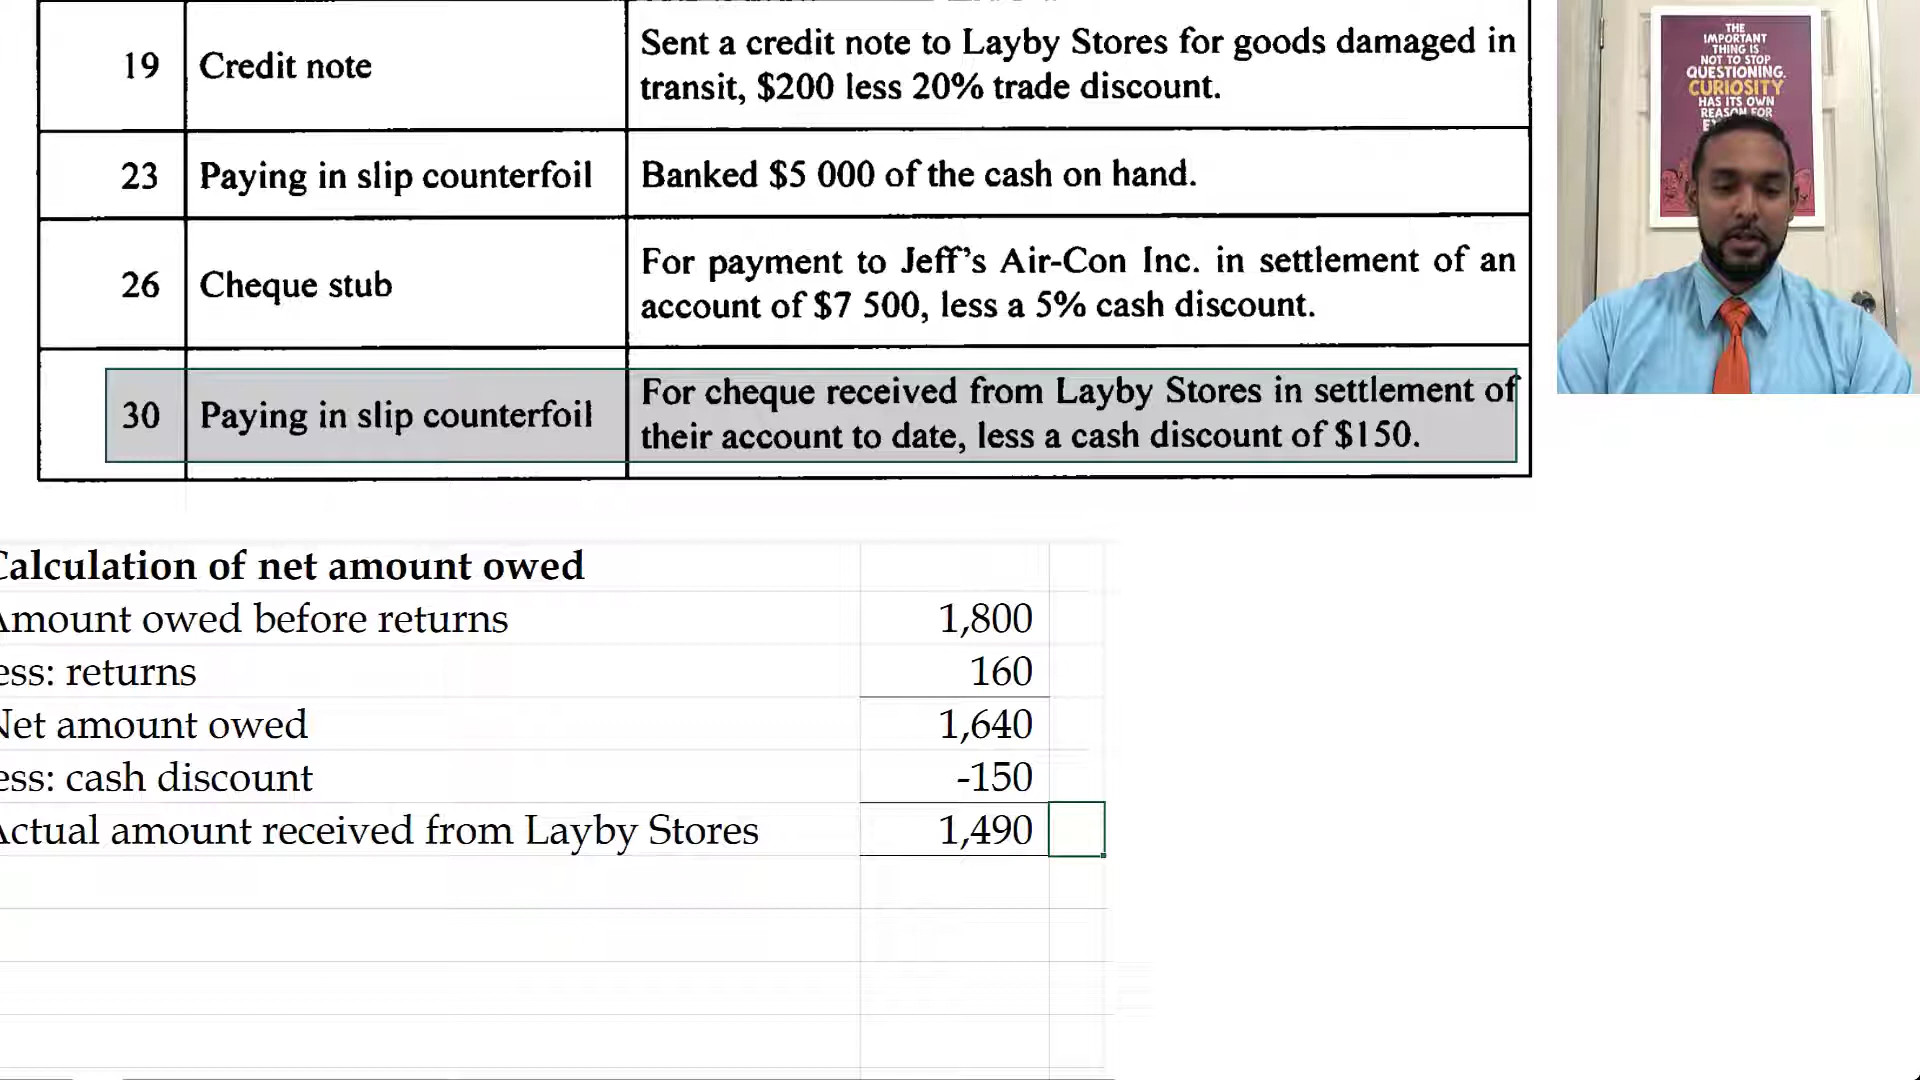 19 Credit note Sent a credit note to Layby Stores for goods damaged in
transit, $200 less 20% trade discount.
23 Paying in slip counterfoil Banked $5 000 of the cash on hand.
26 Cheque stub For payment to Jeff's Air-Con Inc. in settlement of an
account of $7 500, less a 5% cash discount.
30 Paying in slip counterfoil For cheque received from Layby Stores in settlement of
their account to date, less a cash discount of $150.
Calculation of net amount owed
Amount owed before returns 1,800
ess: returns 160
Net amount owed 1,640
ess: cash discount -150
Actual amount received from Layby Stores 1,490
THE
IMPORTANT
THING IS
NOT TO STOP
QUESTIONING.
CURIOSITY
HAS ITS OWN
REASON FOR